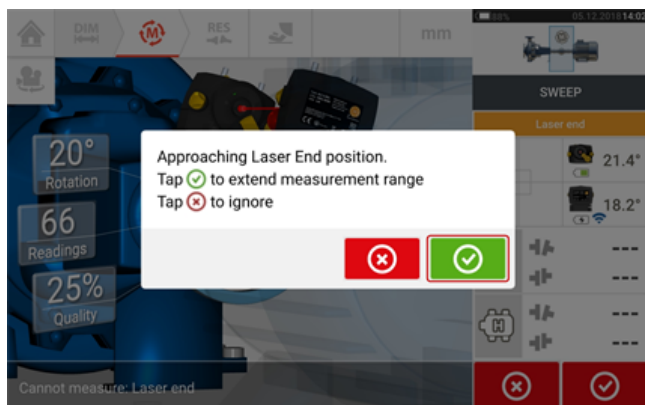 DIM
M
RES
mm
88%
05.12.2018 14:02
SWEEP
Laser end
20°
Rotation
66
Readings
25%
Quality
Approaching Laser End position.
Tap to extend measurement range
Tap to ignore
21.4°
18.2°
---
---
H
---
---
Cannot measure: Laser end